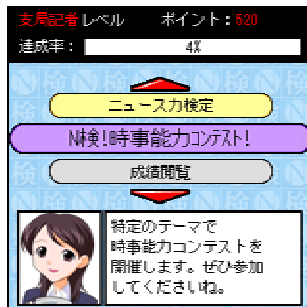 支局記者レベル ポイント：520
達成率： 4%
ニュース力検定
N検!時事能力コンテスト!
成績閲覧
特定のテーマで
時事能力コンテストを
開催します。ぜひ参加
してくださいね。